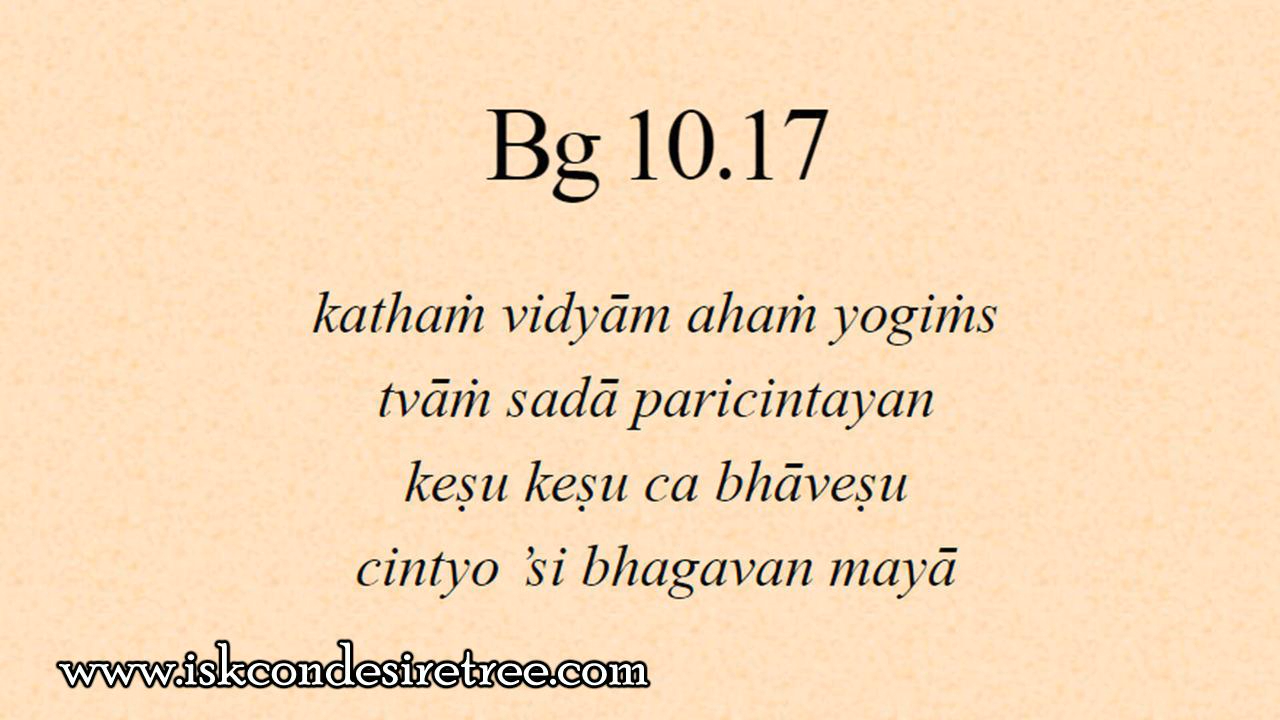 Bg 10.17
kathaṁ vidyām ahaṁ yogiṁs
tvāṁ sadā paricintayan
keṣu keṣu ca bhāveṣu
cintyo ’si bhagavan mayā
www.iskcondesiretree.com